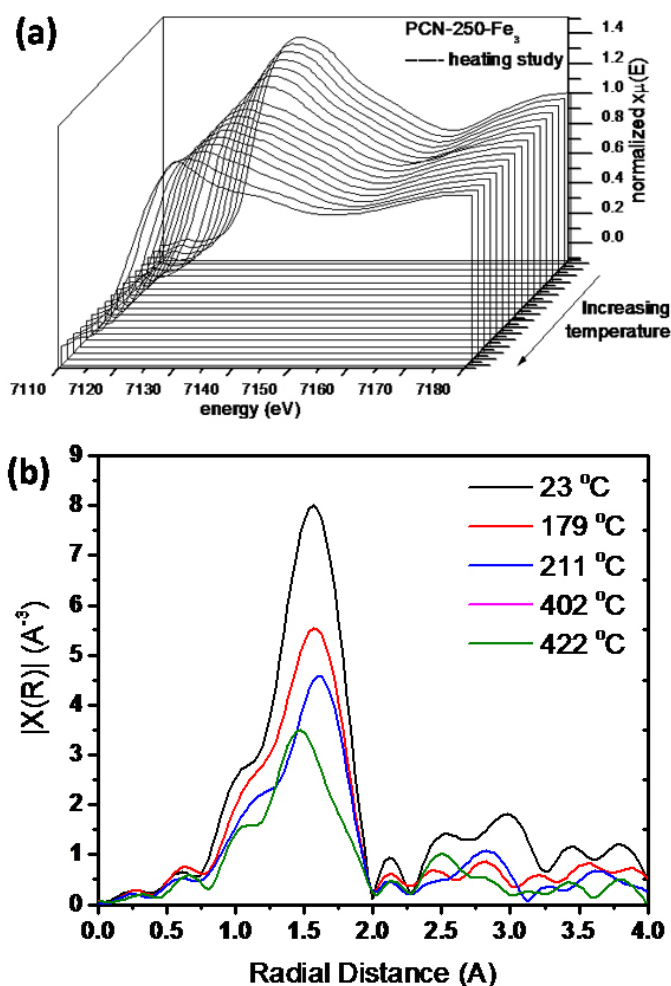 (a)
PCN-250-Fe₃
heating study
1.4
1.2
1.0
0.8
0.6
0.4
0.2
0.0
normalized xμ(E)
Increasing
temperature
7110 7120 7130 7140 7150 7160 7170 7180
energy (eV)
(b)
9
8
7
6
5
4
3
2
1
0
|X(R)| (A⁻³)
23 °C
179 °C
211 °C
402 °C
422 °C
0.0 0.5 1.0 1.5 2.0 2.5 3.0 3.5 4.0
Radial Distance (A)